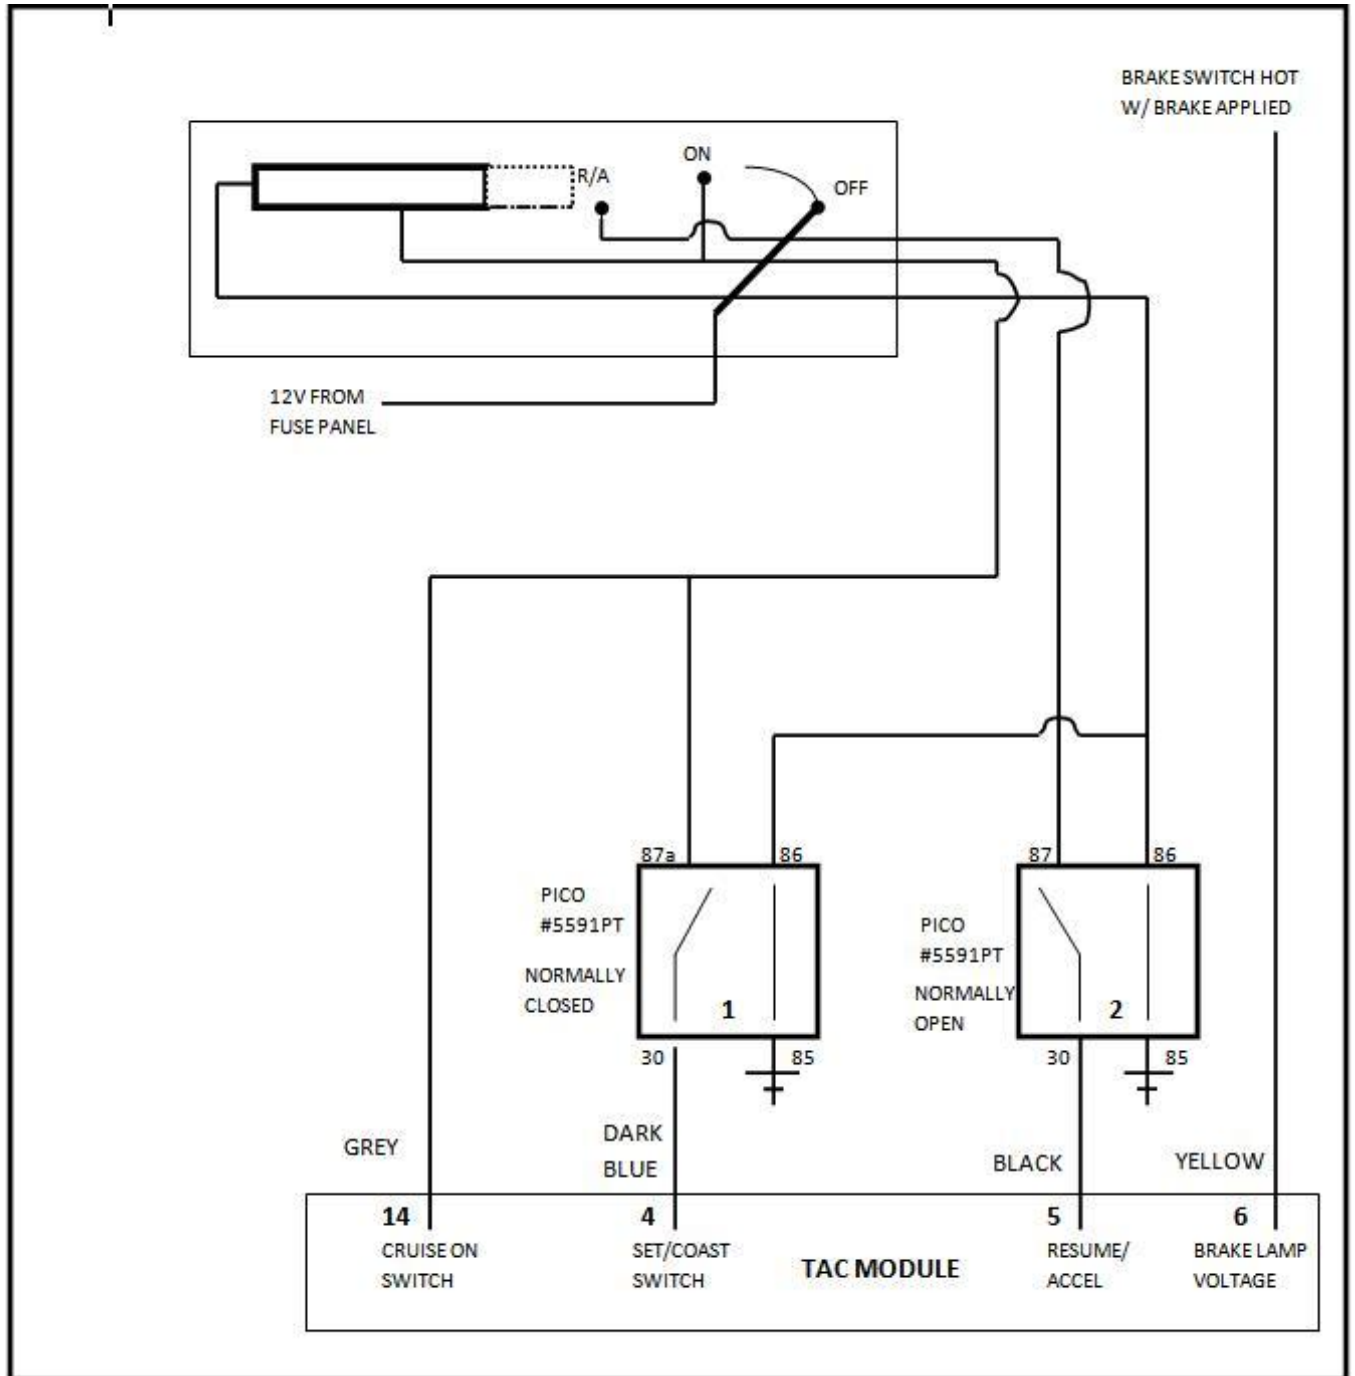 BRAKE SWITCH HOT
W/ BRAKE APPLIED
ON
R/A
OFF
12V FROM
FUSE PANEL
87a
86
87
86
PICO
#5591PT
NORMALLY
CLOSED
1
PICO
#5591PT
NORMALLY
OPEN
2
30
85
30
85
GREY
DARK
BLUE
BLACK
YELLOW
14
CRUISE ON
SWITCH
4
SET/COAST
SWITCH
TAC MODULE
5
RESUME/
ACCEL
6
BRAKE LAMP
VOLTAGE